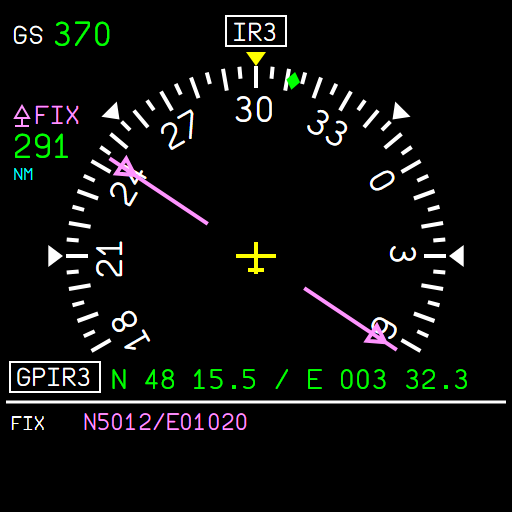 GS 370
IR3
FIX
291
NM
18 21 24 27 30 33 0 3 6
GPIR3 N 48 15.5 / E 003 32.3
FIX N5012/E01020